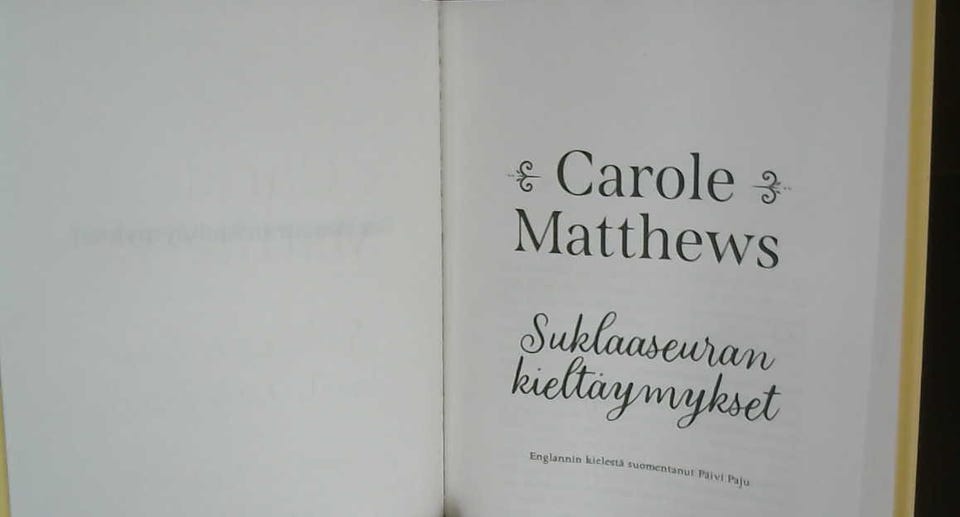 Carole
Matthews
Suklaaseuran
kieltäymykset
Englannin kielestä suomentanut Päivi Paju